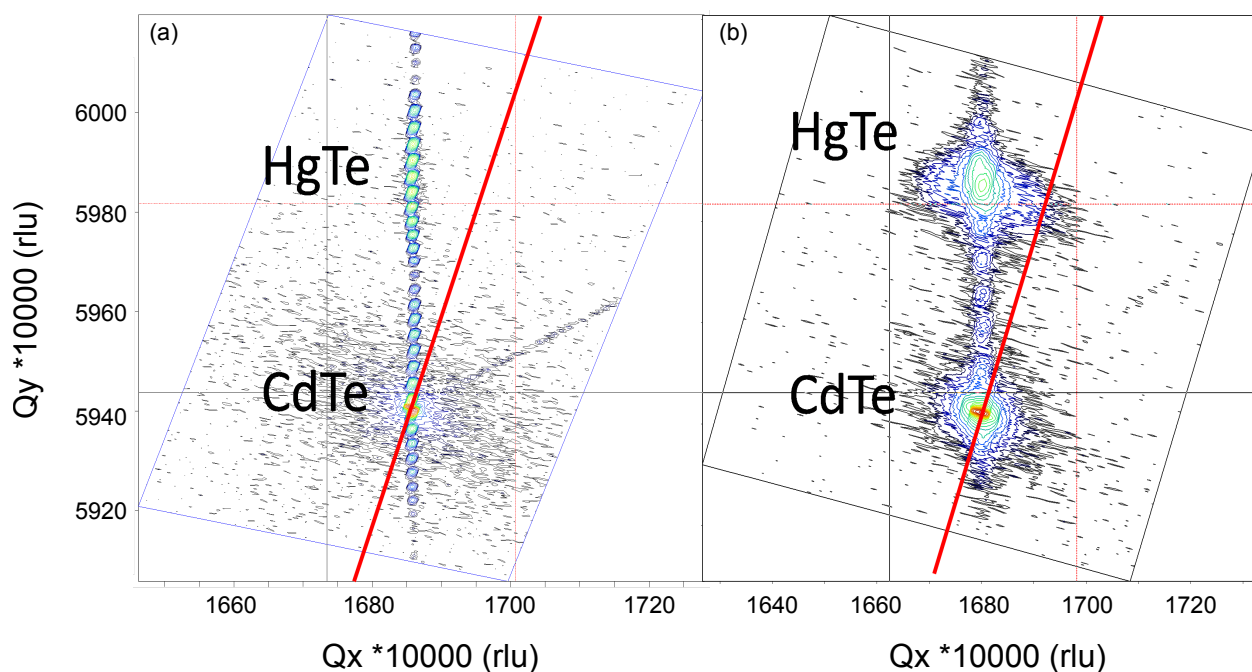 (a)
(b)
HgTe
HgTe
CdTe
CdTe
6000
5980
5960
5940
5920
Qy *10000 (rlu)
1660
1680
1700
1720
1640
1660
1680
1700
1720
Qx *10000 (rlu)
Qx *10000 (rlu)